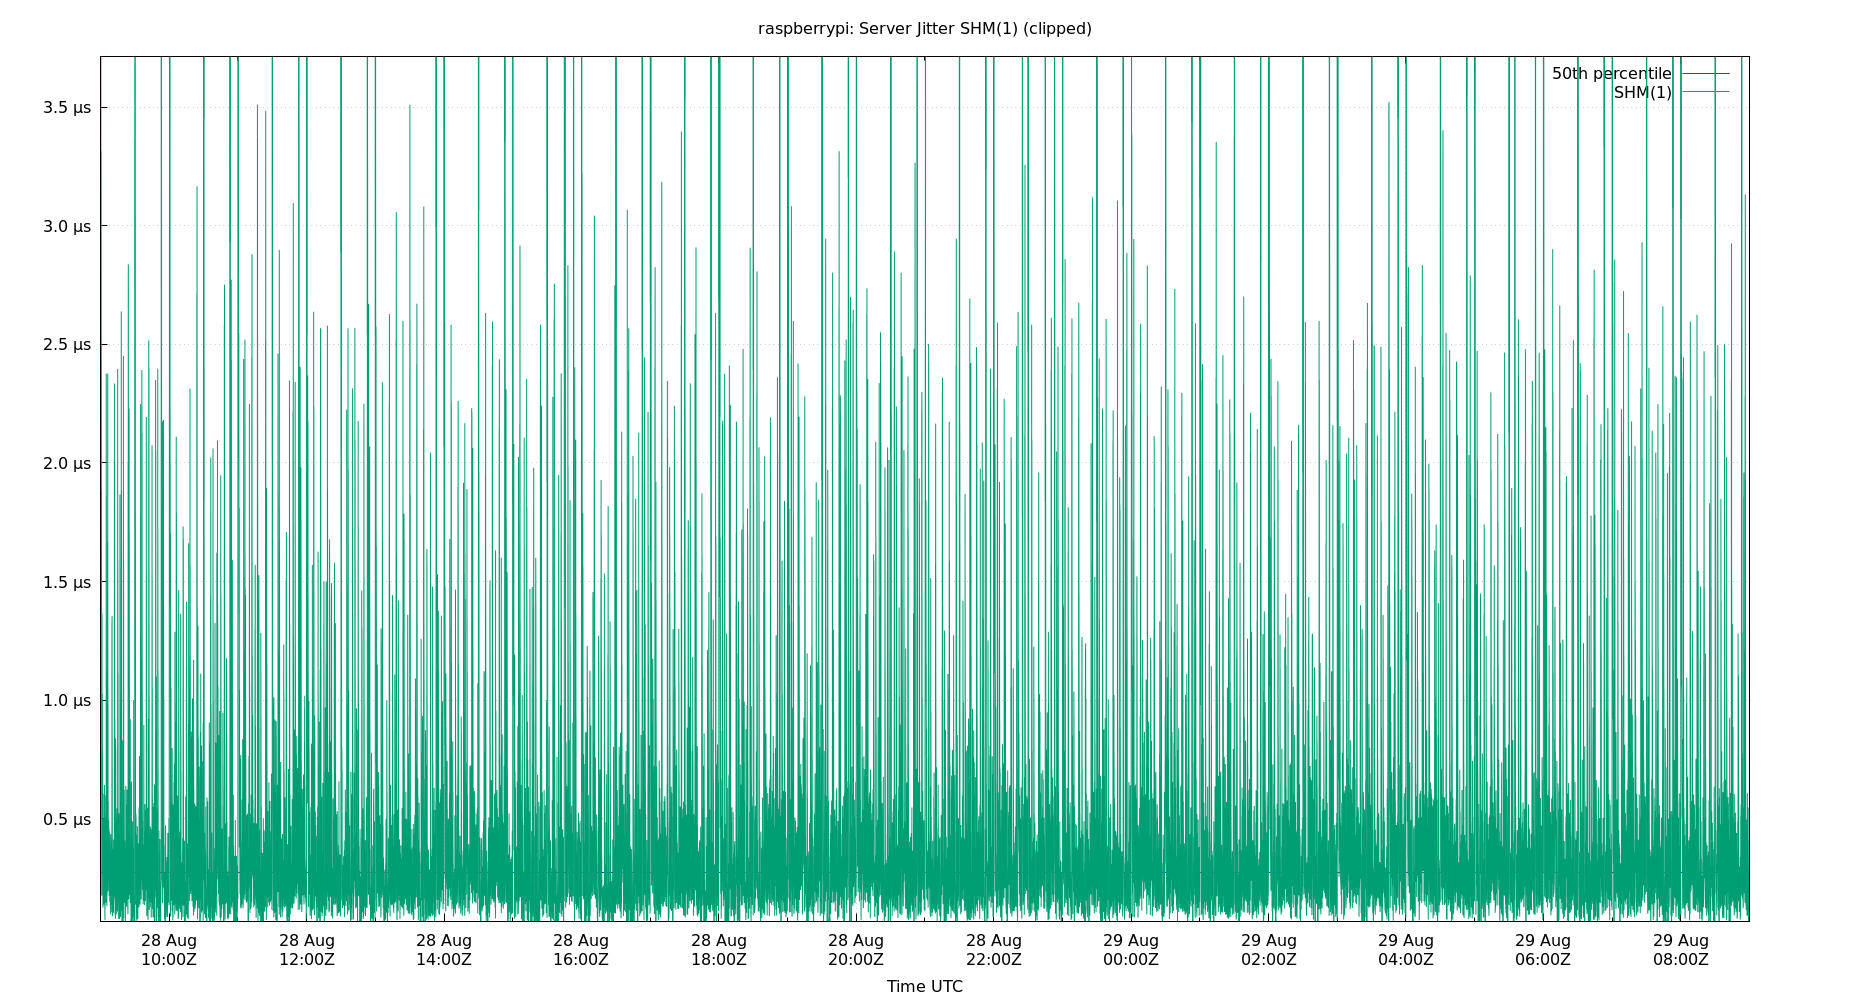 raspberrypi: Server Jitter SHM(1) (clipped)
50th percentile
SHM(1)
3.5 μs
3.0 μs
2.5 μs
2.0 μs
1.5 μs
1.0 μs
0.5 μs
28 Aug 28 Aug 28 Aug 28 Aug 28 Aug 28 Aug 28 Aug 29 Aug 29 Aug 29 Aug 29 Aug 29 Aug
10:00Z 12:00Z 14:00Z 16:00Z 18:00Z 20:00Z 22:00Z 00:00Z 02:00Z 04:00Z 06:00Z 08:00Z
Time UTC